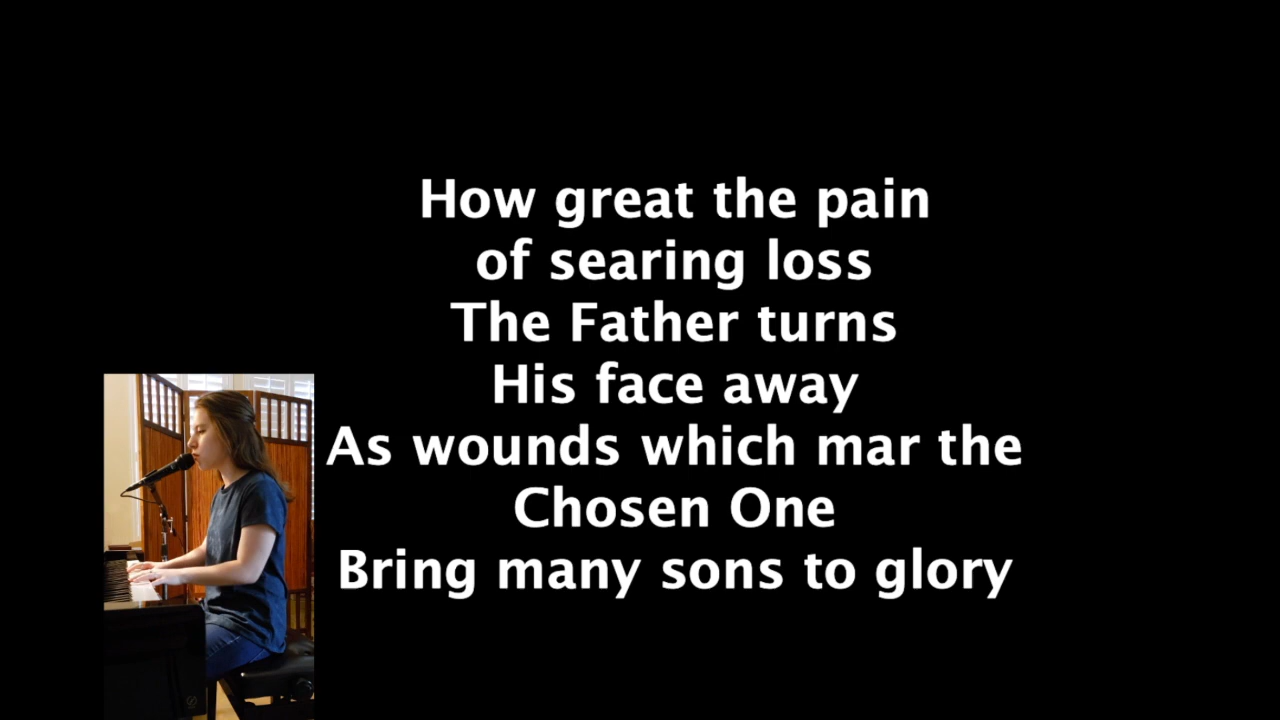 How great the pain
of searing loss
The Father turns
His face away
As wounds which mar the
Chosen One
Bring many sons to glory